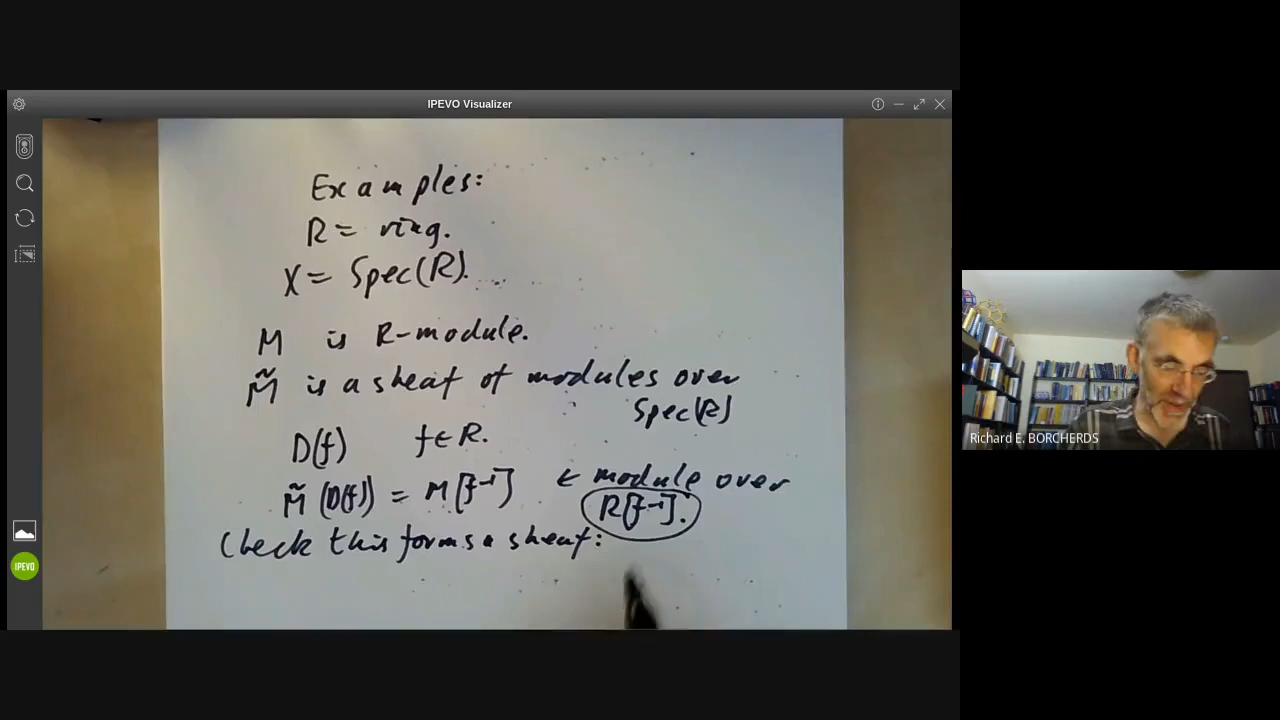 IPEVO Visualizer
Examples:
R = ring.
X = Spec(R).
M is R-module.
M̃ is a sheaf of modules over
Spec(R)
D(f) f∈R.
M̃(D(f)) = M[f⁻¹] ← module over
R[f⁻¹].
Check this forms a sheaf:
Richard E. BORCHERDS
IPEVO